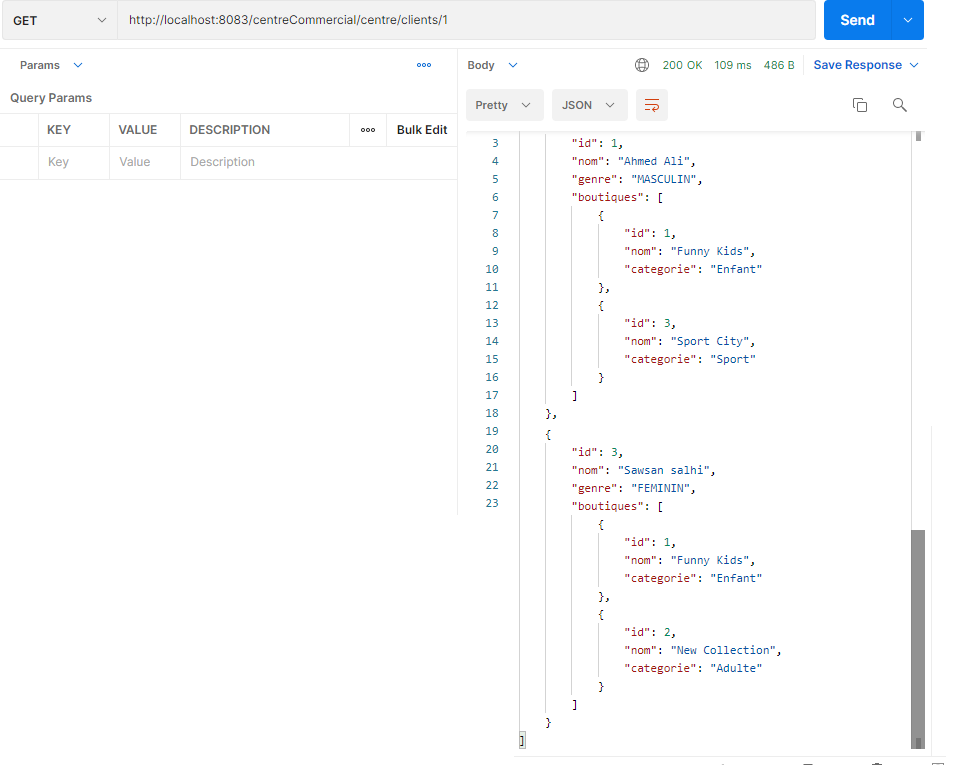 GET http://localhost:8083/centreCommercial/centre/clients/1 Send
Params
Query Params
KEY VALUE DESCRIPTION ooo Bulk Edit
Key Value Description
Body 200 OK 109 ms 486 B Save Response
Pretty JSON
3 "id": 1,
4 "nom": "Ahmed Ali",
5 "genre": "MASCULIN",
6 "boutiques": [
7 {
8 "id": 1,
9 "nom": "Funny Kids",
10 "categorie": "Enfant"
11 },
12 {
13 "id": 3,
14 "nom": "Sport City",
15 "categorie": "Sport"
16 }
17 ]
18 },
19 {
20 "id": 3,
21 "nom": "Sawsan salhi",
22 "genre": "FEMININ",
23 "boutiques": [
{
"id": 1,
"nom": "Funny Kids",
"categorie": "Enfant"
},
{
"id": 2,
"nom": "New Collection",
"categorie": "Adulte"
}
]
}
]